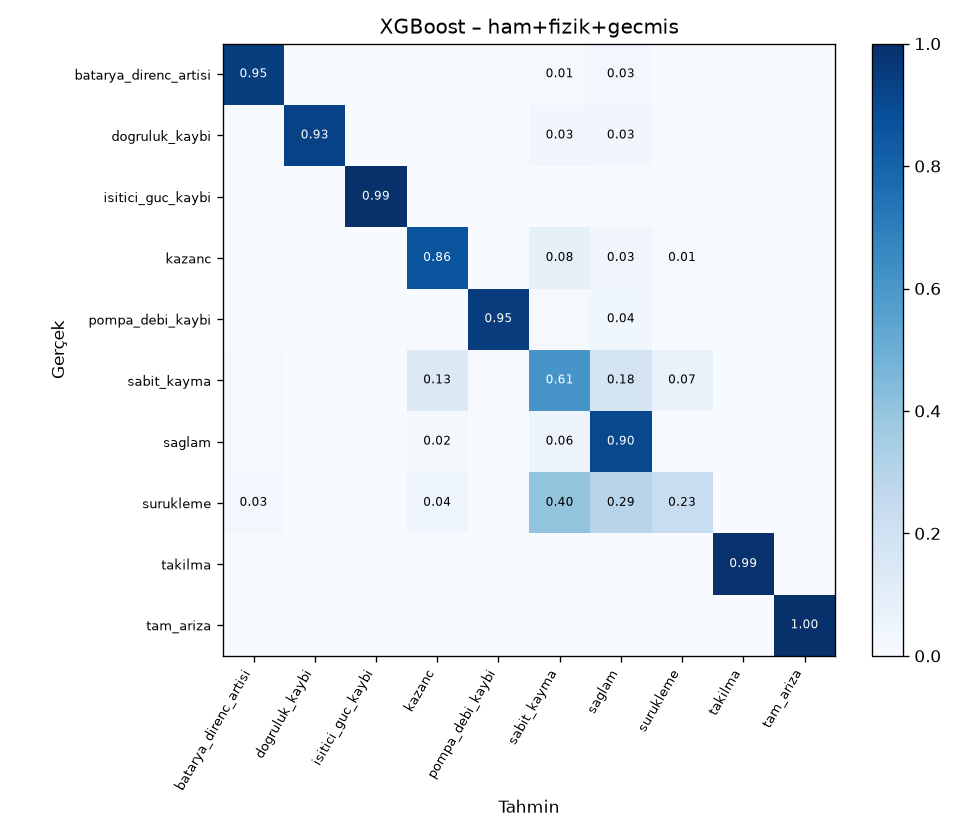 XGBoost – ham+fizik+gecmis
Gerçek
batarya_direnc_artisi 0.95 0.01 0.03
dogruluk_kaybi 0.93 0.03 0.03
isitici_guc_kaybi 0.99
kazanc 0.86 0.08 0.03 0.01
pompa_debi_kaybi 0.95 0.04
sabit_kayma 0.13 0.61 0.18 0.07
saglam 0.02 0.06 0.90
surukleme 0.03 0.04 0.40 0.29 0.23
takilma 0.99
tam_ariza 1.00
batarya_direnc_artisi
dogruluk_kaybi
isitici_guc_kaybi
kazanc
pompa_debi_kaybi
sabit_kayma
saglam
surukleme
takilma
tam_ariza
Tahmin
1.0
0.8
0.6
0.4
0.2
0.0